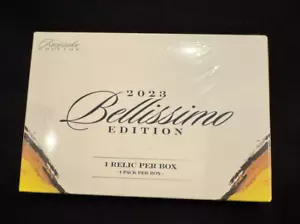 2023
Bellissimo
EDITION
1 RELIC PER BOX
- 1 PACK PER BOX -